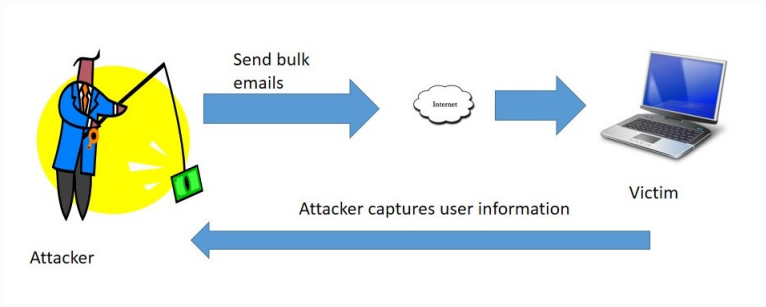 Send bulk
emails
Internet
Victim
Attacker captures user information
Attacker